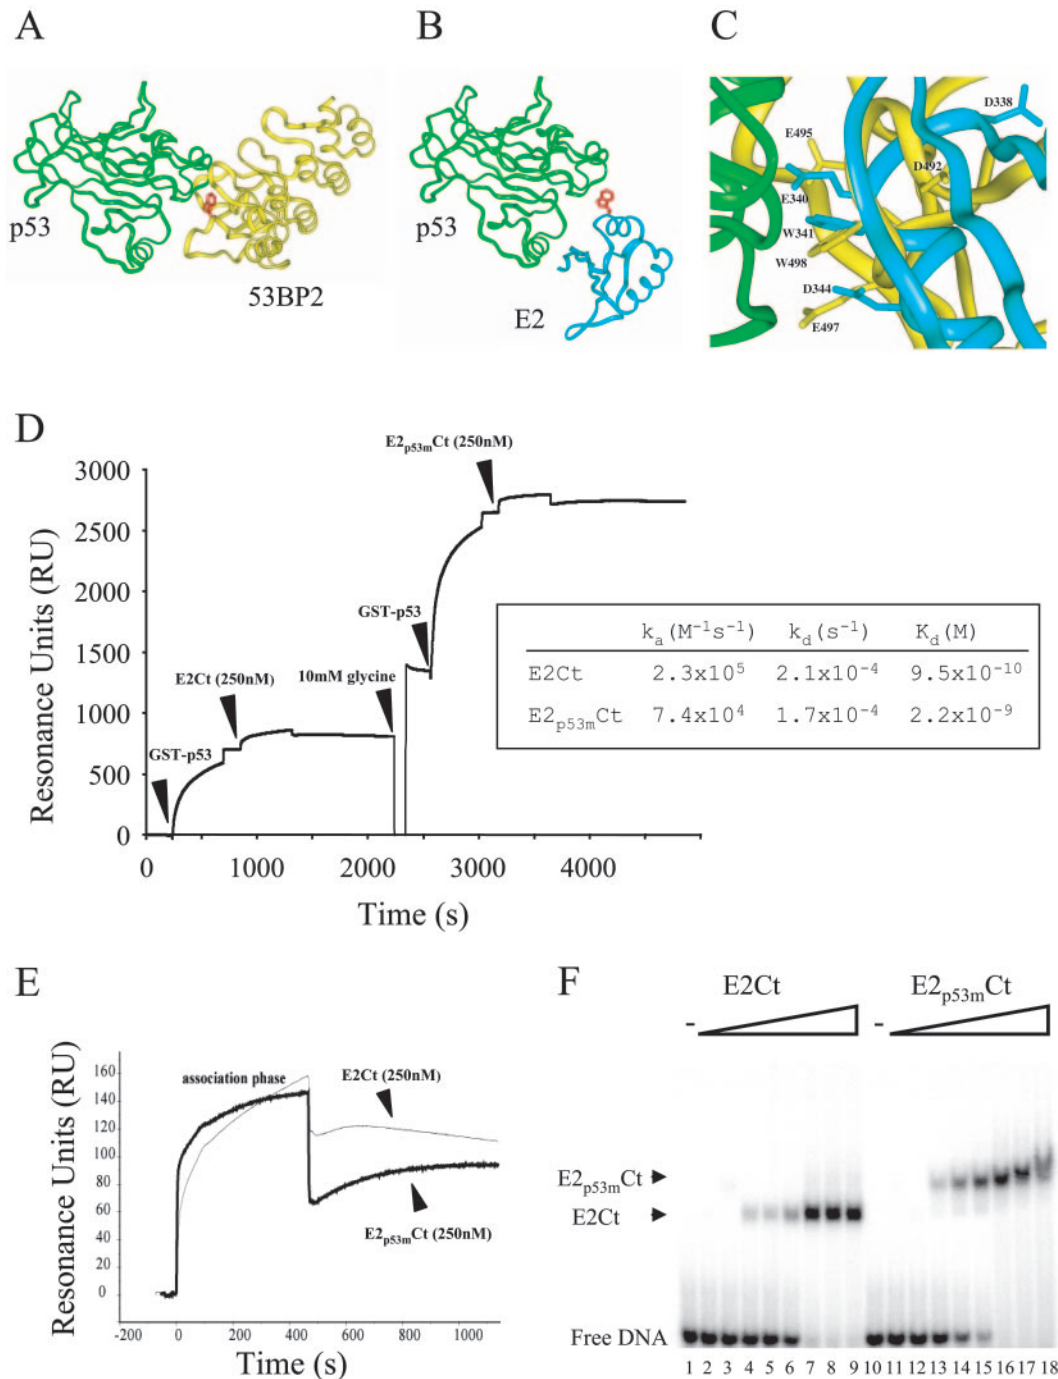 A
B
C
p53
53BP2
p53
E2
D338
E495
D492
E340
W341
W498
D344
E497
D
E2p53mCt (250nM)
3000
2500
2000
1500
1000
500
0
Resonance Units (RU)
GST-p53
E2Ct (250nM)
10mM glycine
GST-p53
0 1000 2000 3000 4000
Time (s)
ka(M-1s-1) kd(s-1) Kd(M)
E2Ct 2.3x10^5 2.1x10^-4 9.5x10^-10
E2p53mCt 7.4x10^4 1.7x10^-4 2.2x10^-9
E
160
140
120
100
80
60
40
20
0
Resonance Units (RU)
association phase
E2Ct (250nM)
E2p53mCt (250nM)
-200 0 200 400 600 800 1000
Time (s)
F
E2Ct E2p53mCt
- -
E2p53mCt
E2Ct
Free DNA
1 2 3 4 5 6 7 8 9 10 11 12 13 14 15 16 17 18